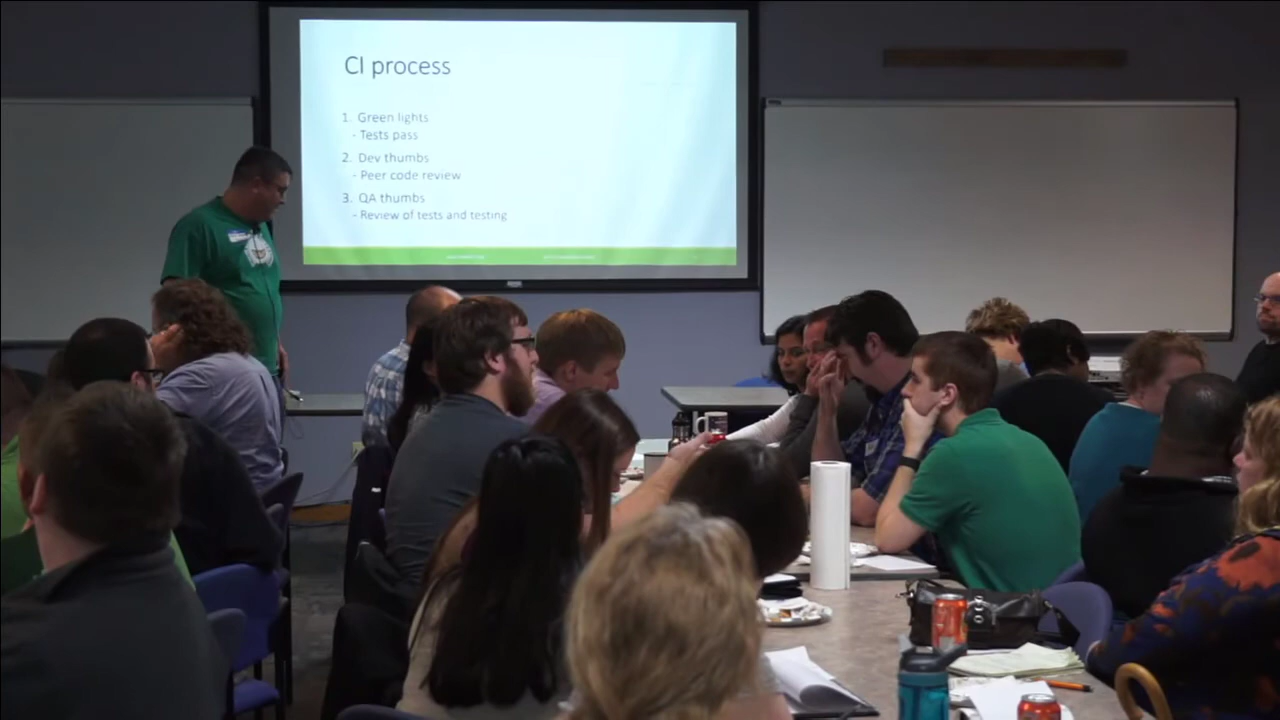 CI process
1. Green lights
- Tests pass
2. Dev thumbs
- Peer code review
3. QA thumbs
- Review of tests and testing